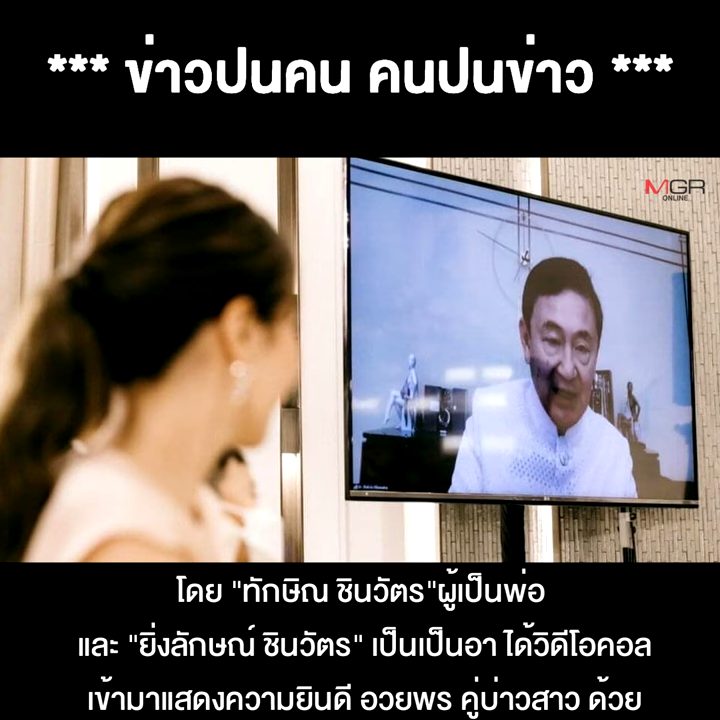 *** ข่าวปนคน คนปนข่าว ***
MGR
ONLINE
โดย "ทักษิณ ชินวัตร"ผู้เป็นพ่อ
และ "ยิ่งลักษณ์ ชินวัตร" เป็นเป็นอา ได้วิดีโอคอล
เข้ามาแสดงความยินดี อวยพร คู่บ่าวสาว ด้วย